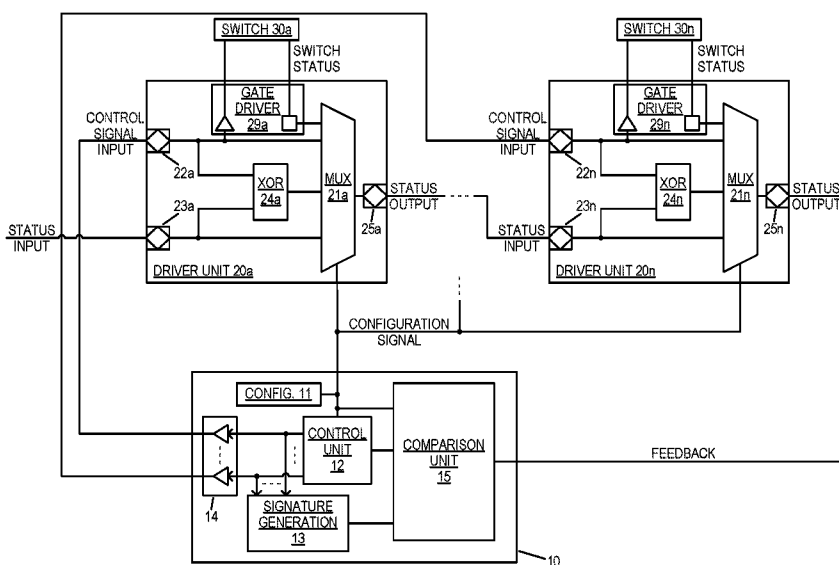 SWITCH 30a
SWITCH
STATUS
GATE
DRIVER
29a
CONTROL
SIGNAL
INPUT
22a
XOR
24a
MUX
21a
23a
STATUS
INPUT
25a
STATUS
OUTPUT
DRIVER UNIT 20a
SWITCH 30n
SWITCH
STATUS
GATE
DRIVER
29n
CONTROL
SIGNAL
INPUT
22n
XOR
24n
MUX
21n
23n
STATUS
INPUT
25n
STATUS
OUTPUT
DRIVER UNIT 20n
CONFIGURATION
SIGNAL
CONFIG. 11
CONTROL
UNIT
12
COMPARISON
UNIT
15
FEEDBACK
14
SIGNATURE
GENERATION
13
10